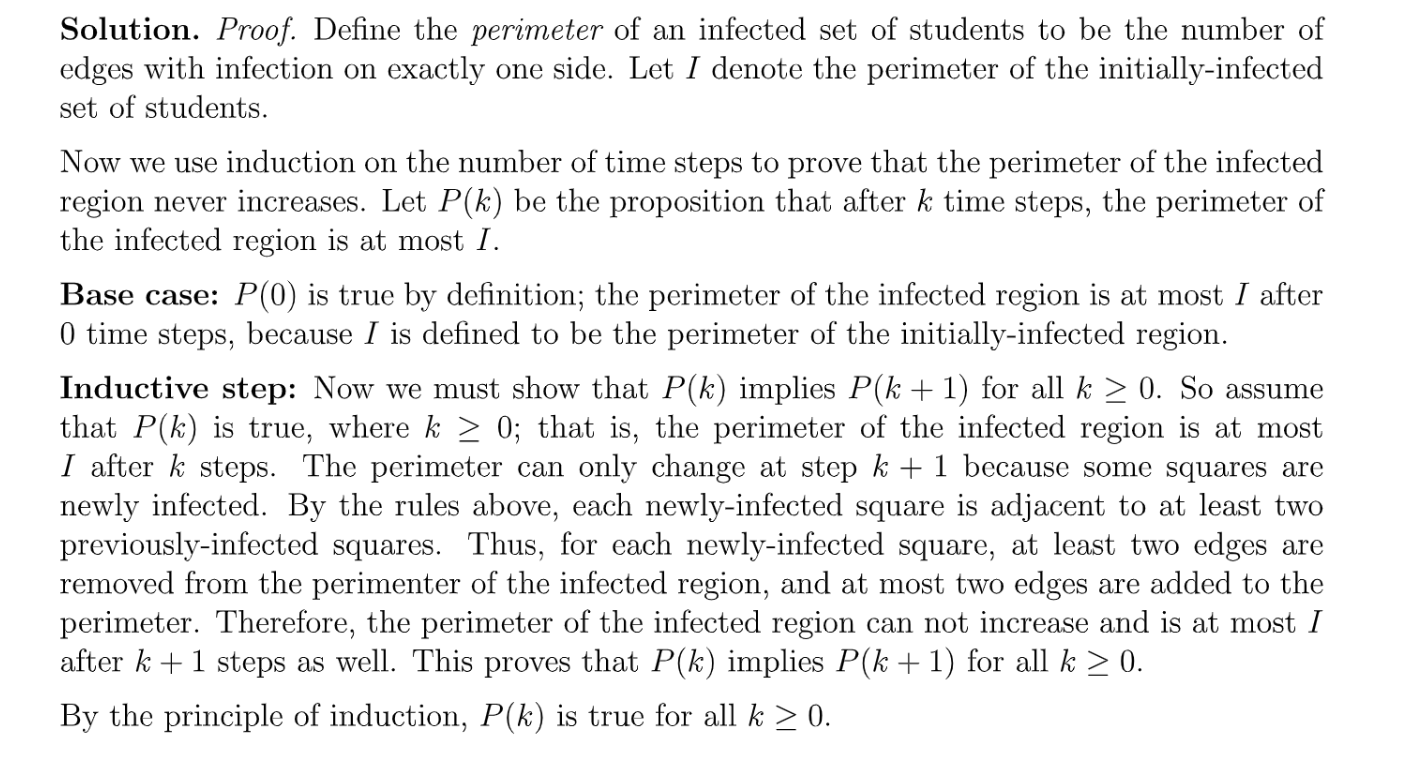 Solution. Proof. Define the perimeter of an infected set of students to be the number of
edges with infection on exactly one side. Let I denote the perimeter of the initially-infected
set of students.
Now we use induction on the number of time steps to prove that the perimeter of the infected
region never increases. Let P(k) be the proposition that after k time steps, the perimeter of
the infected region is at most I.
Base case: P(0) is true by definition; the perimeter of the infected region is at most I after
0 time steps, because I is defined to be the perimeter of the initially-infected region.
Inductive step: Now we must show that P(k) implies P(k + 1) for all k ≥ 0. So assume
that P(k) is true, where k ≥ 0; that is, the perimeter of the infected region is at most
I after k steps. The perimeter can only change at step k + 1 because some squares are
newly infected. By the rules above, each newly-infected square is adjacent to at least two
previously-infected squares. Thus, for each newly-infected square, at least two edges are
removed from the perimenter of the infected region, and at most two edges are added to the
perimeter. Therefore, the perimeter of the infected region can not increase and is at most I
after k + 1 steps as well. This proves that P(k) implies P(k + 1) for all k ≥ 0.
By the principle of induction, P(k) is true for all k ≥ 0.